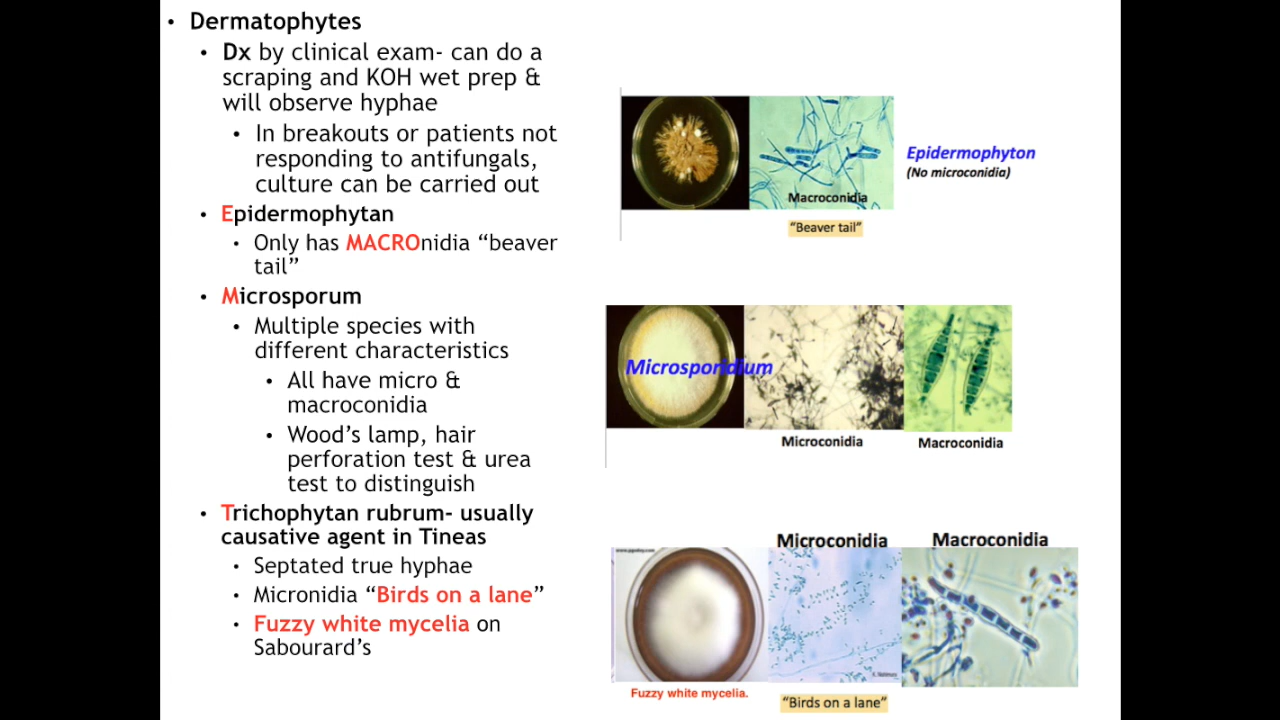 • Dermatophytes
• Dx by clinical exam- can do a
scraping and KOH wet prep &
will observe hyphae
• In breakouts or patients not
responding to antifungals,
culture can be carried out
• Epidermophytan
• Only has MACROnidia “beaver
tail”
• Microsporum
• Multiple species with
different characteristics
• All have micro &
macroconidia
• Wood’s lamp, hair
perforation test & urea
test to distinguish
• Trichophytan rubrum- usually
causative agent in Tineas
• Septated true hyphae
• Micronidia “Birds on a lane”
• Fuzzy white mycelia on
Sabourard’s
Epidermophyton
(No microconidia)
Macroconidia
“Beaver tail”
Microsporidium
Microconidia
Macroconidia
Microconidia
Macroconidia
Fuzzy white mycelia.
“Birds on a lane”